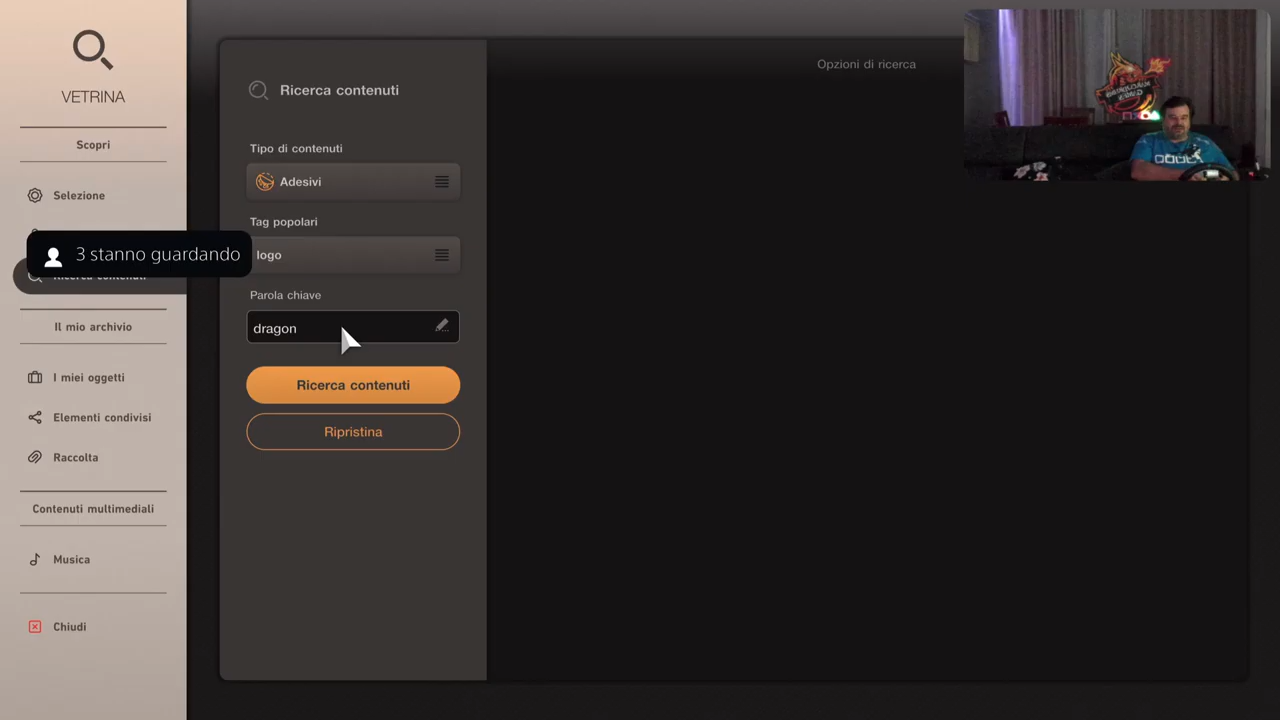 VETRINA
Scopri
Selezione
3 stanno guardando
Il mio archivio
I miei oggetti
Elementi condivisi
Raccolta
Contenuti multimediali
Musica
Chiudi
Ricerca contenuti
Tipo di contenuti
Adesivi
Tag popolari
logo
Parola chiave
dragon
Ricerca contenuti
Ripristina
Opzioni di ricerca